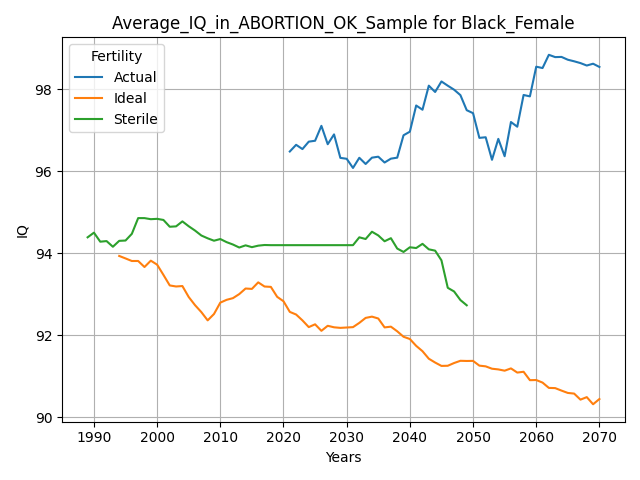 Average_IQ_in_ABORTION_OK_Sample for Black_Female
Fertility
Actual
Ideal
Sterile
98
96
94
92
90
IQ
1990 2000 2010 2020 2030 2040 2050 2060 2070
Years